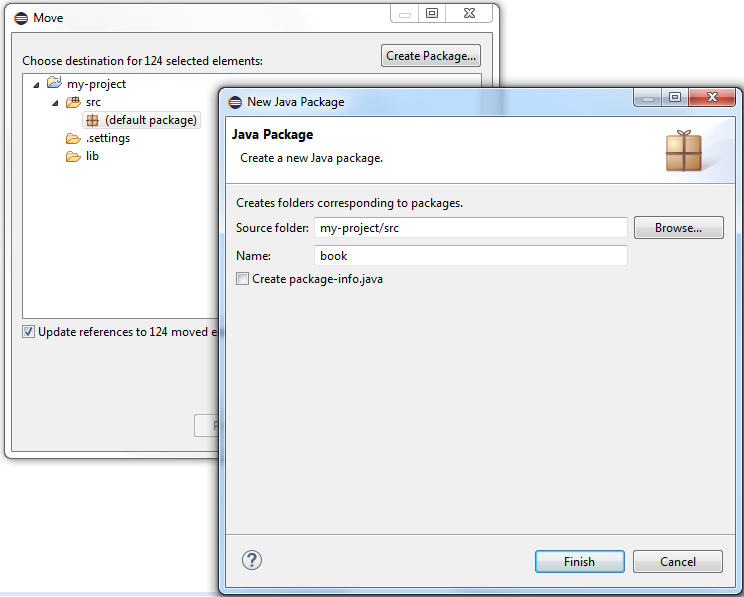 Move
Choose destination for 124 selected elements:
Create Package...
my-project
src
(default package)
.settings
lib
Update references to 124 moved
New Java Package
Java Package
Create a new Java package.
Creates folders corresponding to packages.
Source folder: my-project/src Browse...
Name: book
Create package-info.java
? Finish Cancel